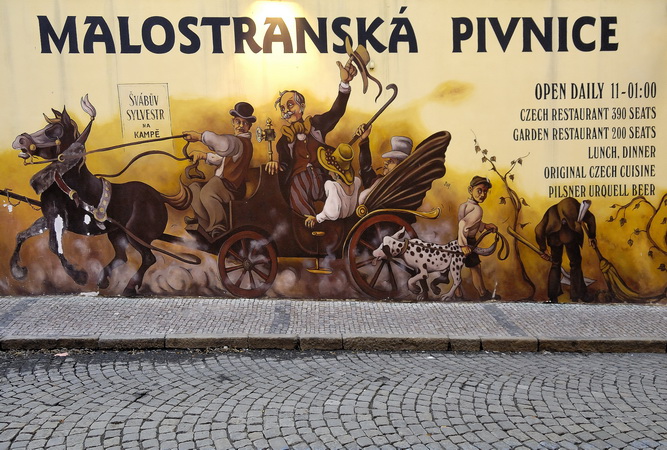 MALOSTRANSKÁ PIVNICE
ŠVÁBŮV
SYLVESTR
NA
KAMPĚ
OPEN DAILY 11-01:00
CZECH RESTAURANT 390 SEATS
GARDEN RESTAURANT 200 SEATS
LUNCH, DINNER
ORIGINAL CZECH CUISINE
PILSNER URQUELL BEER